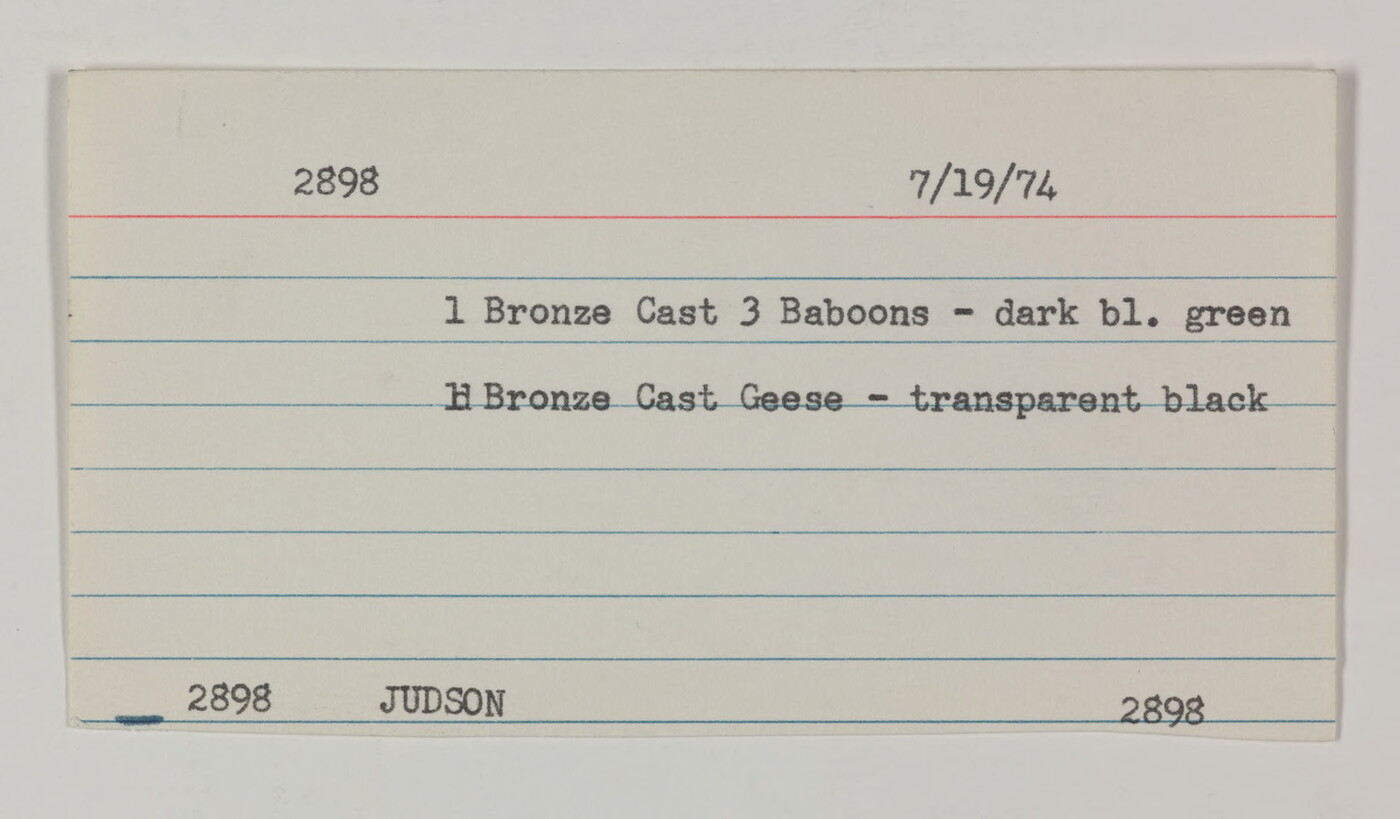 2898 7/19/74
1 Bronze Cast 3 Baboons - dark bl. green
1 Bronze Cast Geese - transparent black
2898 JUDSON 2898